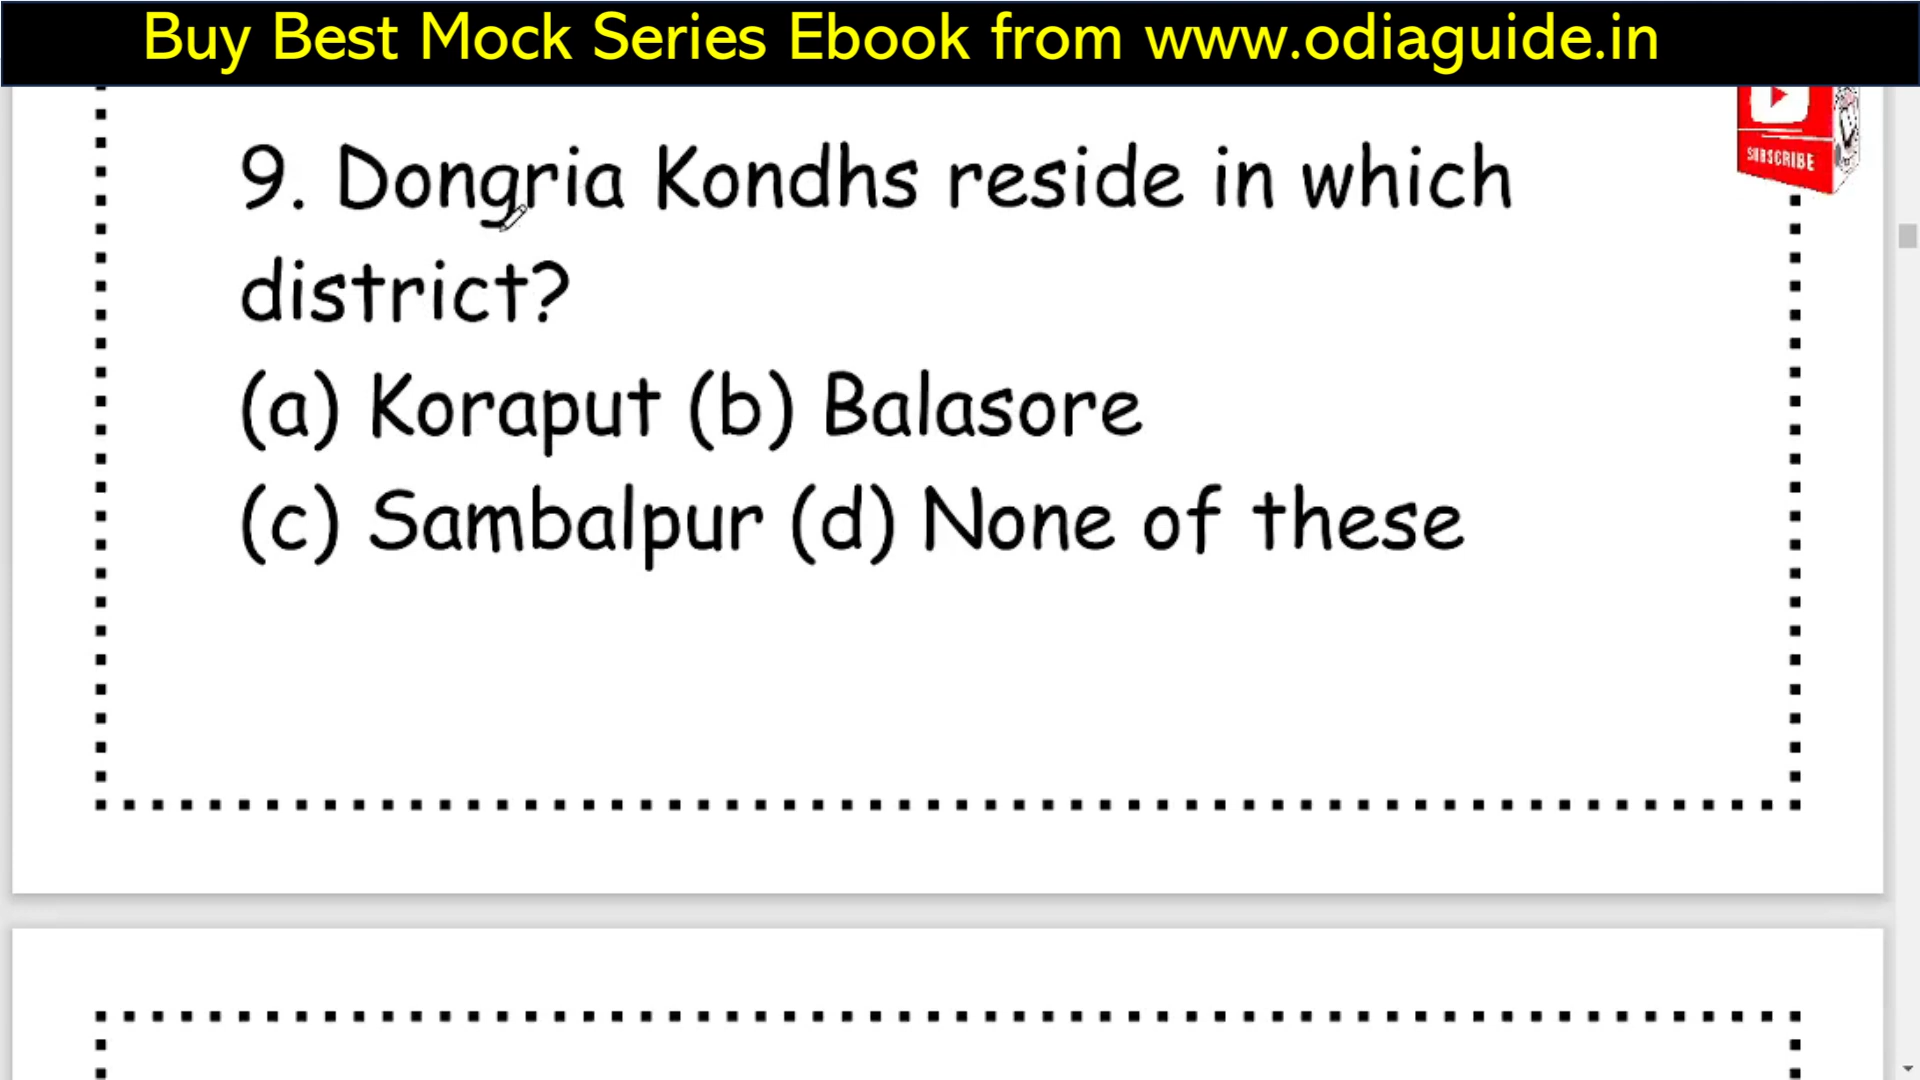 Buy Best Mock Series Ebook from www.odiaguide.in
SUBSCRIBE
9. Dongria Kondhs reside in which
district?
(a) Koraput (b) Balasore
(c) Sambalpur (d) None of these